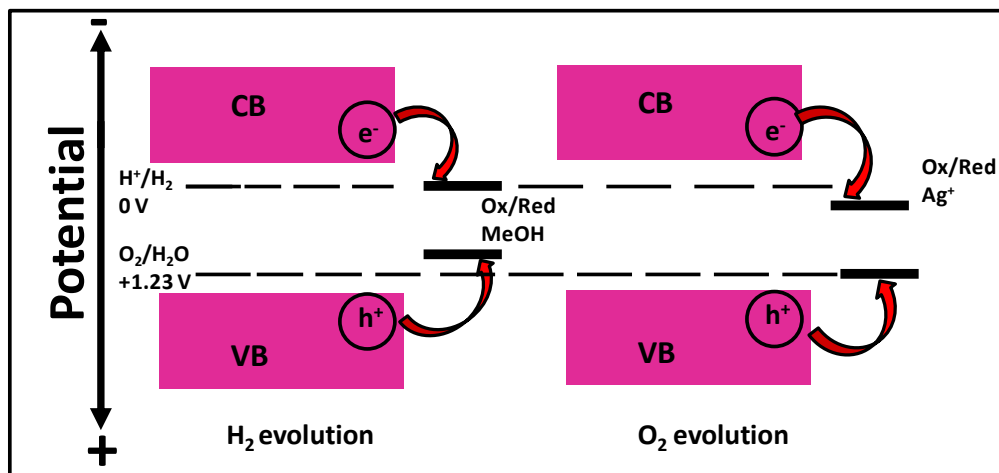 -
Potential
+
CB
e⁻
H⁺/H₂
0 V
O₂/H₂O
+1.23 V
Ox/Red
MeOH
h⁺
VB
H₂ evolution
CB
e⁻
Ox/Red
Ag⁺
h⁺
VB
O₂ evolution